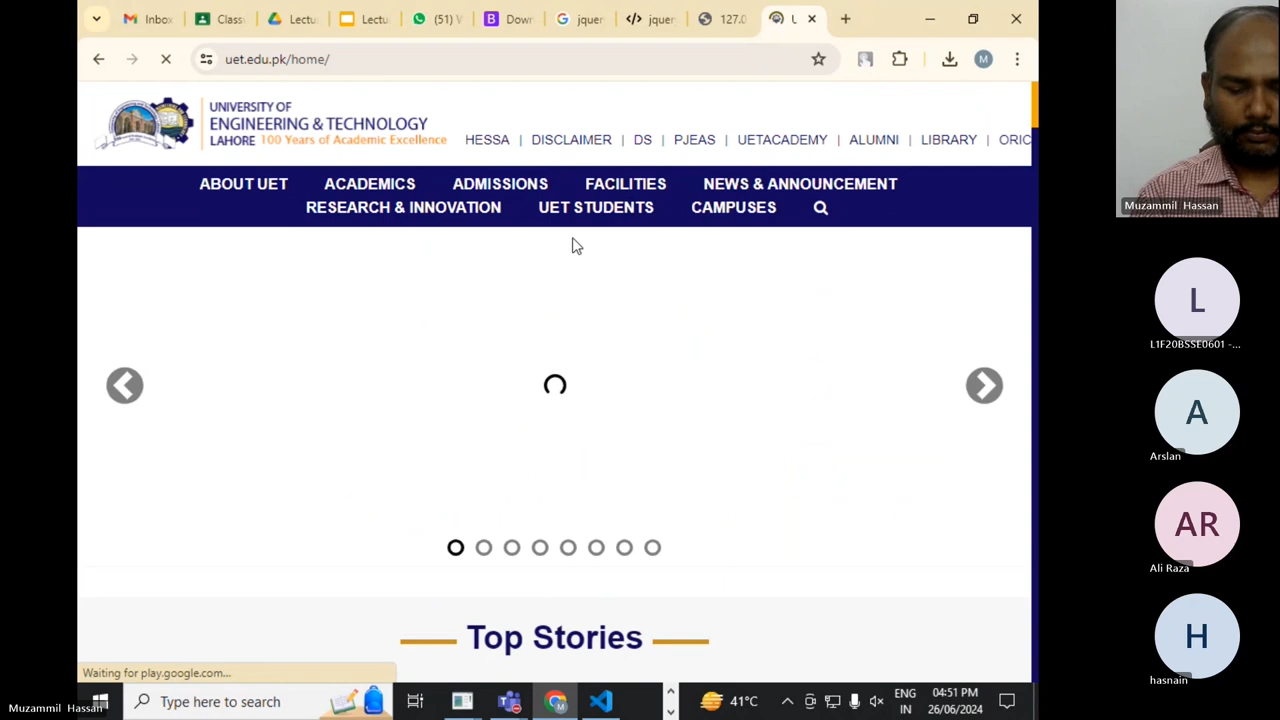 Inbox
Class
Lectu
Lectu
(51) V
Down
jquer
jquer
127.0
U
uet.edu.pk/home/
M
UNIVERSITY OF
ENGINEERING & TECHNOLOGY
LAHORE 100 Years of Academic Excellence
HESSA | DISCLAIMER | DS | PJEAS | UETACADEMY | ALUMNI | LIBRARY | ORIC
ABOUT UET ACADEMICS ADMISSIONS FACILITIES NEWS & ANNOUNCEMENT
RESEARCH & INNOVATION UET STUDENTS CAMPUSES
Top Stories
Waiting for play.google.com...
Type here to search
41°C
ENG
IN
04:51 PM
26/06/2024
Muzammil Hassan
Muzammil Hassan
L
L1F20BSSE0601 -...
A
Arslan
AR
Ali Raza
H
hasnain